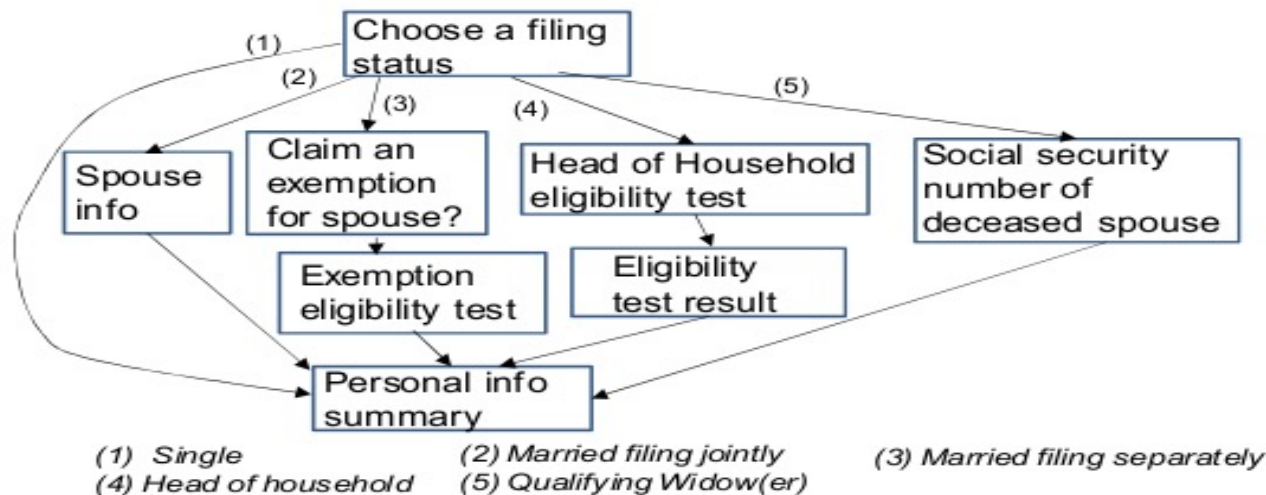 Choose a filing
status
(1)
(2)
(3)
(4)
(5)
Spouse
info
Claim an
exemption
for spouse?
Head of Household
eligibility test
Social security
number of
deceased spouse
Exemption
eligibility test
Eligibility
test result
Personal info
summary
(1) Single
(2) Married filing jointly
(3) Married filing separately
(4) Head of household
(5) Qualifying Widow(er)